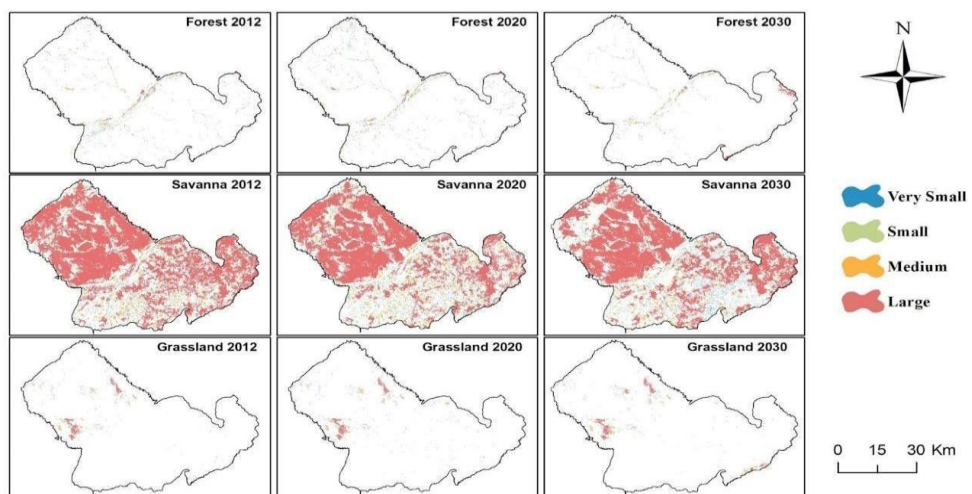 Forest 2012
Forest 2020
Forest 2030
N
Savanna 2012
Savanna 2020
Savanna 2030
Very Small
Small
Medium
Large
Grassland 2012
Grassland 2020
Grassland 2030
0 15 30 Km